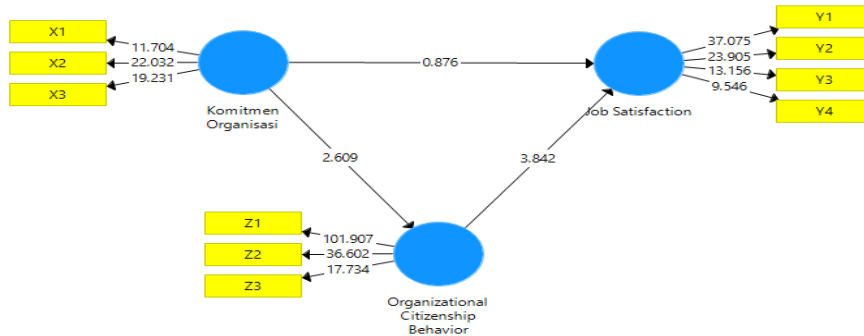 X1
X2
X3
11.704
22.032
19.231
Komitmen
Organisasi
0.876
Job Satisfaction
37.075
23.905
13.156
9.546
Y1
Y2
Y3
Y4
2.609
3.842
Z1
Z2
Z3
101.907
36.602
17.734
Organizational
Citizenship
Behavior